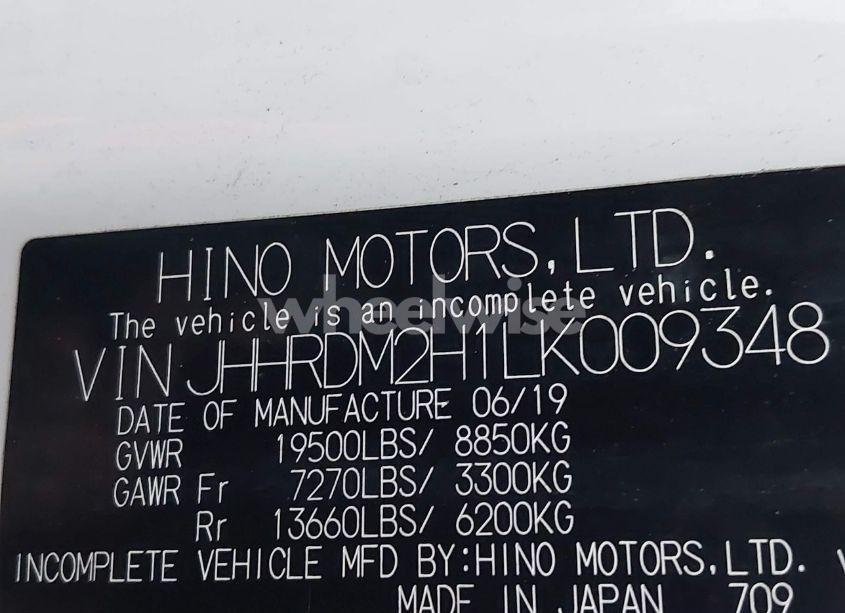 HINO MOTORS, LTD.
The vehicle is an incomplete vehicle.
wheelwise
VIN JHHRDM2H1LK009348
DATE OF MANUFACTURE 06/19
GVWR 19500LBS/ 8850KG
GAWR Fr 7270LBS/ 3300KG
Rr 13660LBS/ 6200KG
INCOMPLETE VEHICLE MFD BY:HINO MOTORS, LTD.
MADE IN JAPAN 709